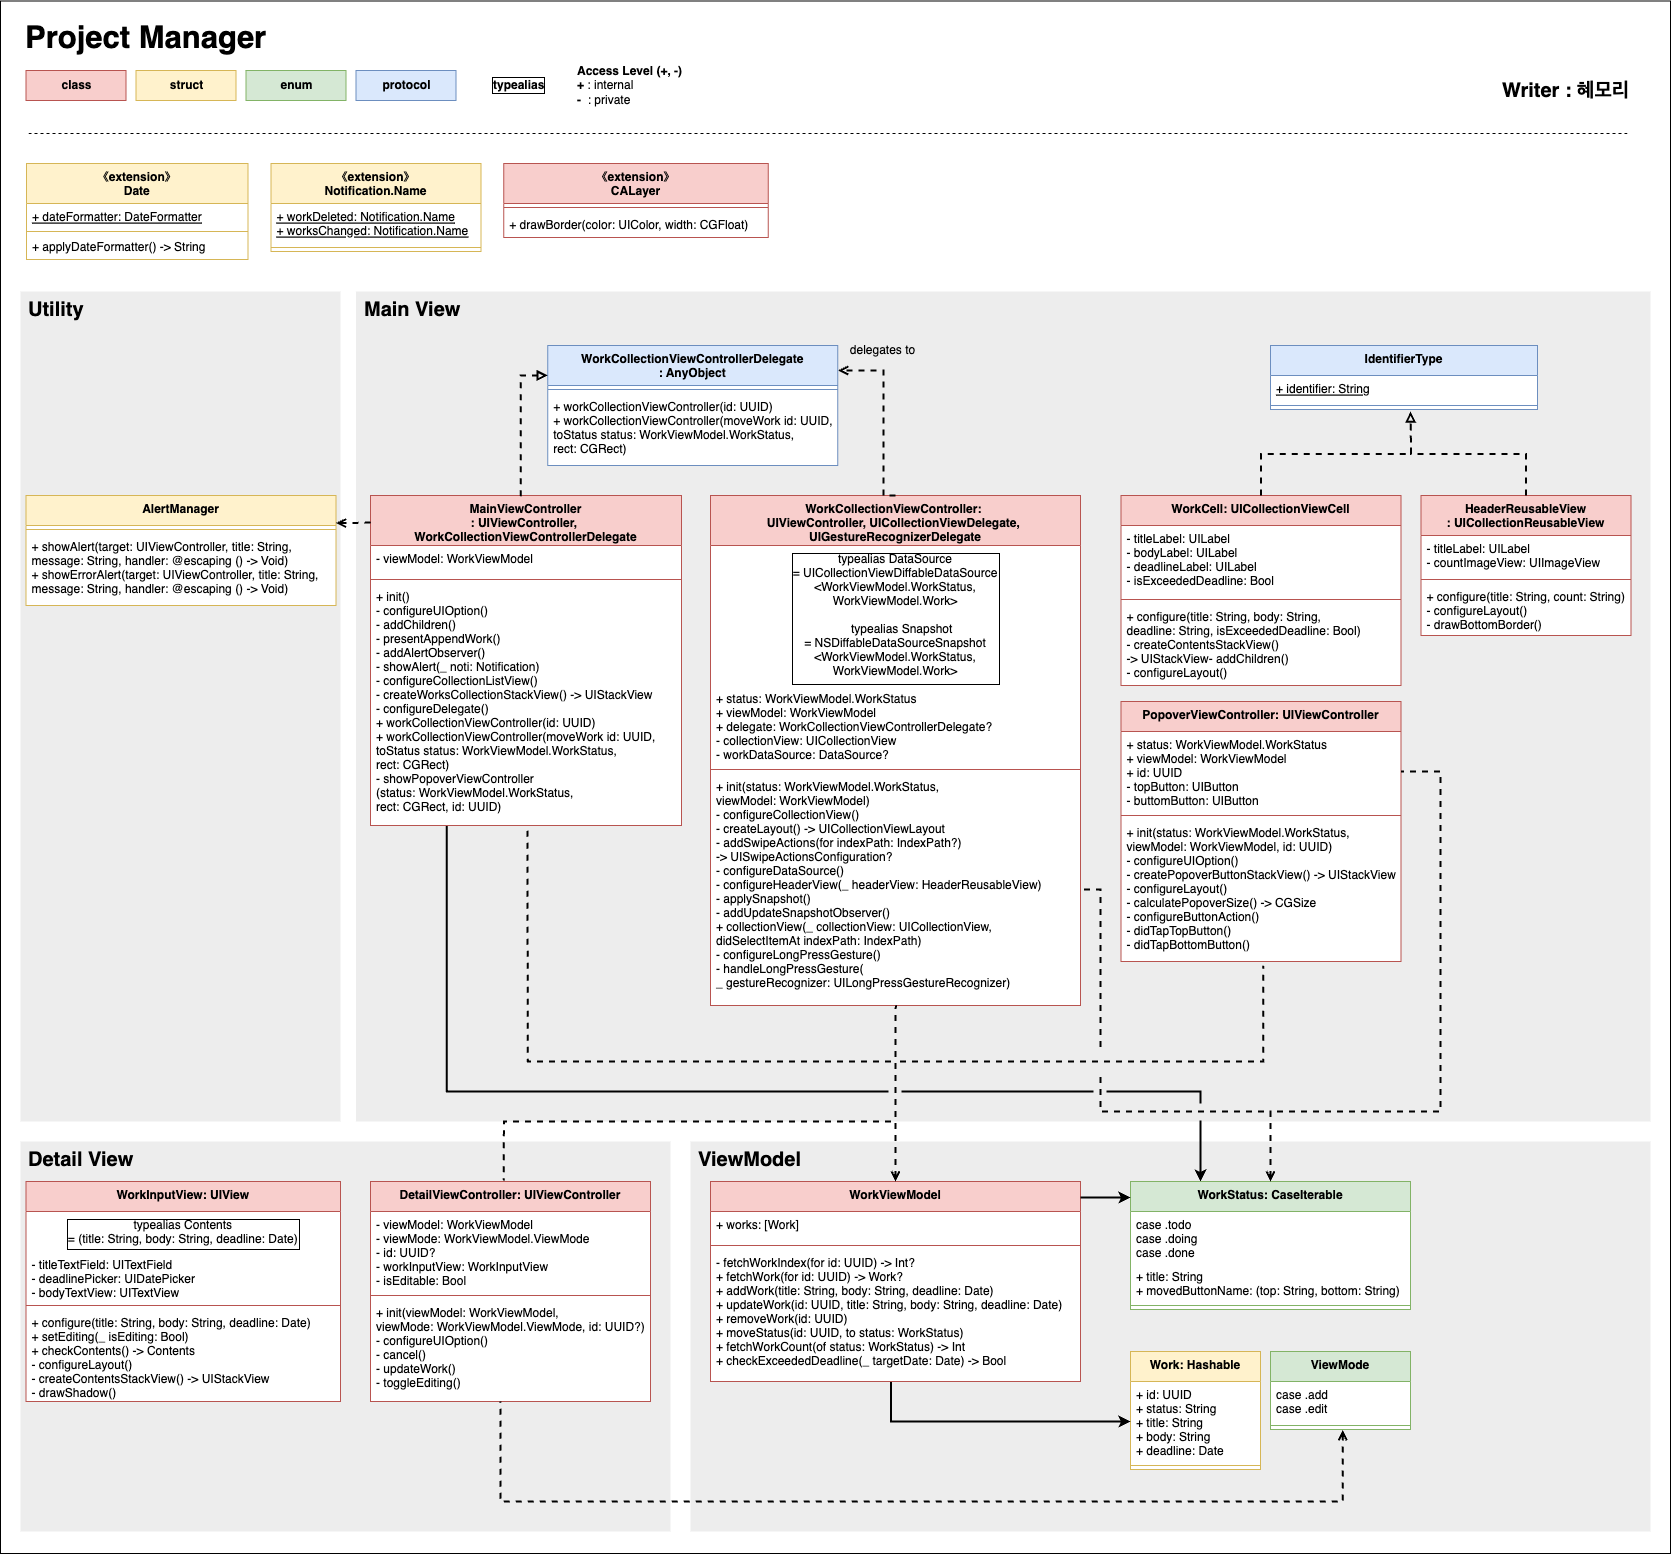 Project Manager
class
struct
enum
protocol
typealias
Access Level (+, -)
+ : internal
- : private
Writer : 혜모리
《extension》
Date
+ dateFormatter: DateFormatter
+ applyDateFormatter() -> String
《extension》
Notification.Name
+ workDeleted: Notification.Name
+ worksChanged: Notification.Name
《extension》
CALayer
+ drawBorder(color: UIColor, width: CGFloat)
Utility
AlertManager
+ showAlert(target: UIViewController, title: String,
message: String, handler: @escaping () -> Void)
+ showErrorAlert(target: UIViewController, title: String,
message: String, handler: @escaping () -> Void)
Main View
WorkCollectionViewControllerDelegate
: AnyObject
+ workCollectionViewController(id: UUID)
+ workCollectionViewController(moveWork id: UUID,
toStatus status: WorkViewModel.WorkStatus,
rect: CGRect)
delegates to
IdentifierType
+ identifier: String
MainViewController
: UIViewController,
WorkCollectionViewControllerDelegate
- viewModel: WorkViewModel
+ init()
- configureUIOption()
- addChildren()
- presentAppendWork()
- addAlertObserver()
- showAlert(_ noti: Notification)
- configureCollectionListView()
- createWorksCollectionStackView() -> UIStackView
- configureDelegate()
+ workCollectionViewController(id: UUID)
+ workCollectionViewController(moveWork id: UUID,
toStatus status: WorkViewModel.WorkStatus,
rect: CGRect)
- showPopoverViewController
(status: WorkViewModel.WorkStatus,
rect: CGRect, id: UUID)
WorkCollectionViewController:
UIViewController, UICollectionViewDelegate,
UIGestureRecognizerDelegate
typealias DataSource
= UICollectionViewDiffableDataSource
<WorkViewModel.WorkStatus,
WorkViewModel.Work>
typealias Snapshot
= NSDiffableDataSourceSnapshot
<WorkViewModel.WorkStatus,
WorkViewModel.Work>
+ status: WorkViewModel.WorkStatus
+ viewModel: WorkViewModel
+ delegate: WorkCollectionViewControllerDelegate?
- collectionView: UICollectionView
- workDataSource: DataSource?
+ init(status: WorkViewModel.WorkStatus,
viewModel: WorkViewModel)
- configureCollectionView()
- createLayout() -> UICollectionViewLayout
- addSwipeActions(for indexPath: IndexPath?)
-> UISwipeActionsConfiguration?
- configureDataSource()
- configureHeaderView(_ headerView: HeaderReusableView)
- applySnapshot()
- addUpdateSnapshotObserver()
+ collectionView(_ collectionView: UICollectionView,
didSelectItemAt indexPath: IndexPath)
- configureLongPressGesture()
- handleLongPressGesture(
_ gestureRecognizer: UILongPressGestureRecognizer)
WorkCell: UICollectionViewCell
- titleLabel: UILabel
- bodyLabel: UILabel
- deadlineLabel: UILabel
- isExceededDeadline: Bool
+ configure(title: String, body: String,
deadline: String, isExceededDeadline: Bool)
- createContentsStackView()
-> UIStackView- addChildren()
- configureLayout()
HeaderReusableView
: UICollectionReusableView
- titleLabel: UILabel
- countImageView: UIImageView
+ configure(title: String, count: String)
- configureLayout()
- drawBottomBorder()
PopoverViewController: UIViewController
+ status: WorkViewModel.WorkStatus
+ viewModel: WorkViewModel
+ id: UUID
- topButton: UIButton
- buttomButton: UIButton
+ init(status: WorkViewModel.WorkStatus,
viewModel: WorkViewModel, id: UUID)
- configureUIOption()
- createPopoverButtonStackView() -> UIStackView
- configureLayout()
- calculatePopoverSize() -> CGSize
- configureButtonAction()
- didTapTopButton()
- didTapBottomButton()
Detail View
WorkInputView: UIView
typealias Contents
= (title: String, body: String, deadline: Date)
- titleTextField: UITextField
- deadlinePicker: UIDatePicker
- bodyTextView: UITextView
+ configure(title: String, body: String, deadline: Date)
+ setEditing(_ isEditing: Bool)
+ checkContents() -> Contents
- configureLayout()
- createContentsStackView() -> UIStackView
- drawShadow()
DetailViewController: UIViewController
- viewModel: WorkViewModel
- viewMode: WorkViewModel.ViewMode
- id: UUID?
- workInputView: WorkInputView
- isEditable: Bool
+ init(viewModel: WorkViewModel,
viewMode: WorkViewModel.ViewMode, id: UUID?)
- configureUIOption()
- cancel()
- updateWork()
- toggleEditing()
ViewModel
WorkViewModel
+ works: [Work]
- fetchWorkIndex(for id: UUID) -> Int?
+ fetchWork(for id: UUID) -> Work?
+ addWork(title: String, body: String, deadline: Date)
+ updateWork(id: UUID, title: String, body: String, deadline: Date)
+ removeWork(id: UUID)
+ moveStatus(id: UUID, to status: WorkStatus)
+ fetchWorkCount(of status: WorkStatus) -> Int
+ checkExceededDeadline(_ targetDate: Date) -> Bool
WorkStatus: CaseIterable
case .todo
case .doing
case .done
+ title: String
+ movedButtonName: (top: String, bottom: String)
Work: Hashable
+ id: UUID
+ status: String
+ title: String
+ body: String
+ deadline: Date
ViewMode
case .add
case .edit